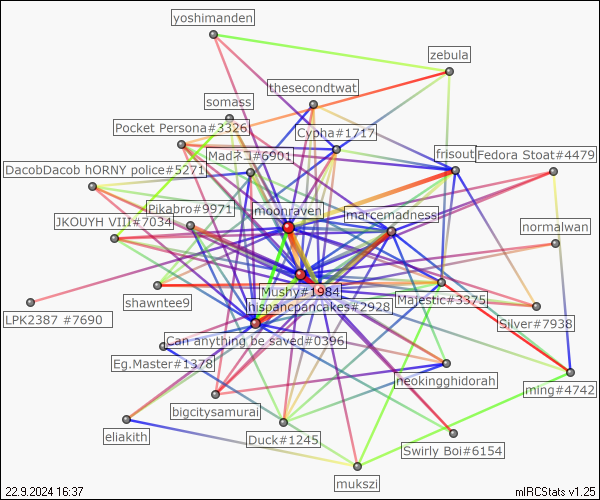 yoshimanden
zebula
thesecondtwat
somass
Pocket Persona#3326
Cypha#1717
Madネコ#6901
frisout
Fedora Stoat#4479
DacobDacob hORNY police#5271
Pikabro#9971
moonraven
marcemadness
JKOUYH VIII#7034
normalwan
Mushy#1984
shawntee9
hispancpancakes#2928
Majestic#3375
LPK2387 #7690
Silver#7938
Can anything be saved#0396
Eg.Master#1378
neokingghidorah
ming#4742
bigcitysamurai
eliakith
Duck#1245
Swirly Boi#6154
mukszi
22.9.2024 16:37
mIRCStats v1.25